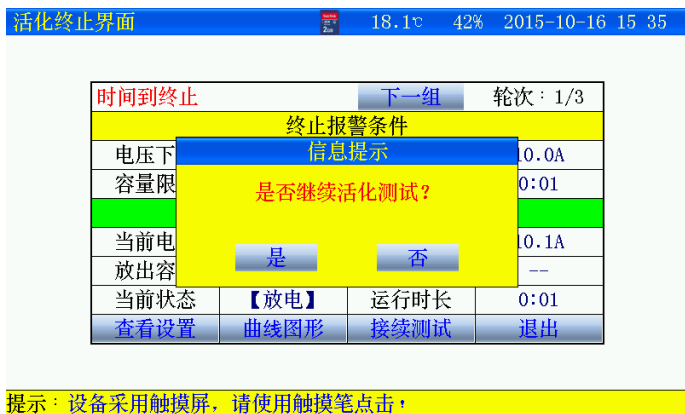 活化终止界面 SanDisk 2GB 18.1℃ 42% 2015-10-16 15 35
时间到终止 下一组 轮次：1/3
终止报警条件
电压下 10.0A
信息提示
容量限 0:01
是否继续活化测试？
当前电 10.1A
是 否
放出容 --
当前状态 【放电】 运行时长 0:01
查看设置 曲线图形 接续测试 退出
提示：设备采用触摸屏，请使用触摸笔点击！